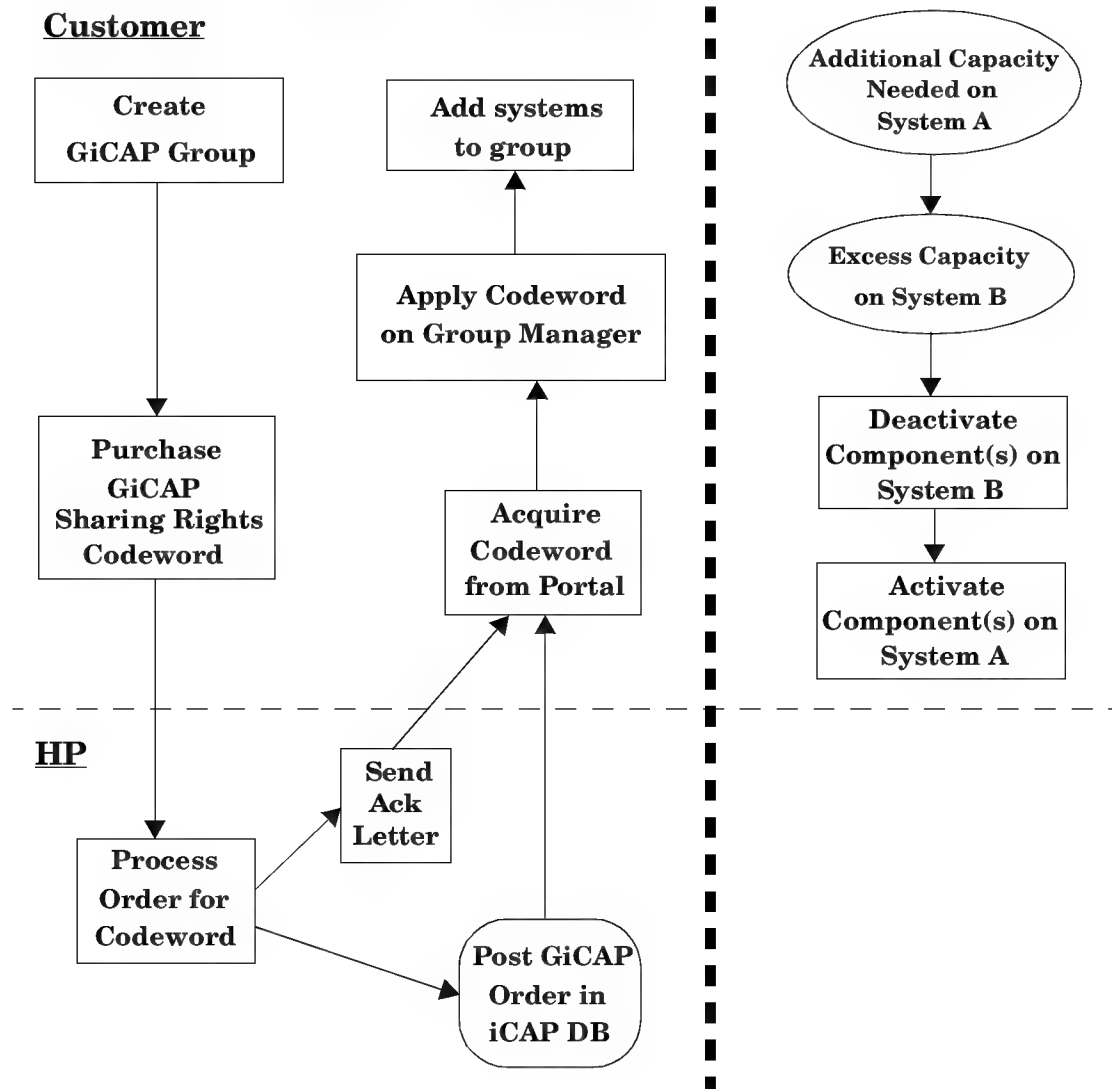 Customer
Create
GiCAP Group
Purchase
GiCAP
Sharing Rights
Codeword
Add systems
to group
Apply Codeword
on Group Manager
Acquire
Codeword
from Portal
HP
Process
Order for
Codeword
Send
Ack
Letter
Post GiCAP
Order in
iCAP DB
Additional Capacity
Needed on
System A
Excess Capacity
on System B
Deactivate
Component(s) on
System B
Activate
Component(s) on
System A